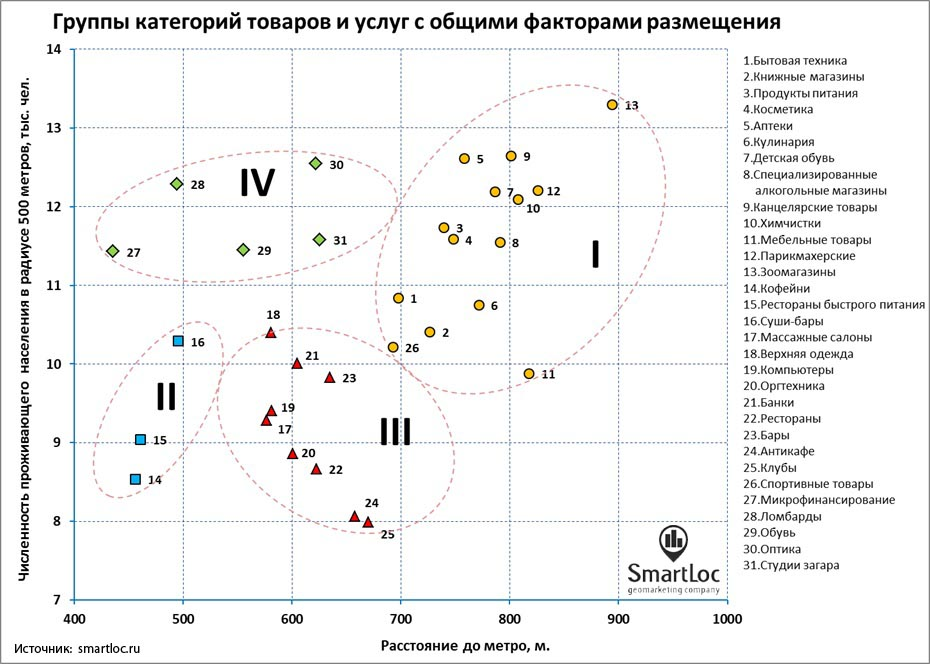 Группы категорий товаров и услуг с общими факторами размещения
Численность проживающего населения в радиусе 500 метров, тыс. чел.
14
13
12
11
10
9
8
7
400
500
600
700
800
900
1000
Расстояние до метро, м.
IV
I
II
III
13
5
9
7
12
10
3
4
8
1
6
2
26
11
30
28
27
29
31
18
16
21
23
19
17
15
20
22
14
24
25
1.Бытовая техника
2.Книжные магазины
3.Продукты питания
4.Косметика
5.Аптеки
6.Кулинария
7.Детская обувь
8.Специализированные
алкогольные магазины
9.Канцелярские товары
10.Химчистки
11.Мебельные товары
12.Парикмахерские
13.Зоомагазины
14.Кофейни
15.Рестораны быстрого питания
16.Суши-бары
17.Массажные салоны
18.Верхняя одежда
19.Компьютеры
20.Оргтехника
21.Банки
22.Рестораны
23.Бары
24.Антикафе
25.Клубы
26.Спортивные товары
27.Микрофинансирование
28.Ломбарды
29.Обувь
30.Оптика
31.Студии загара
SmartLoc
geomarketing company
Источник: smartloc.ru